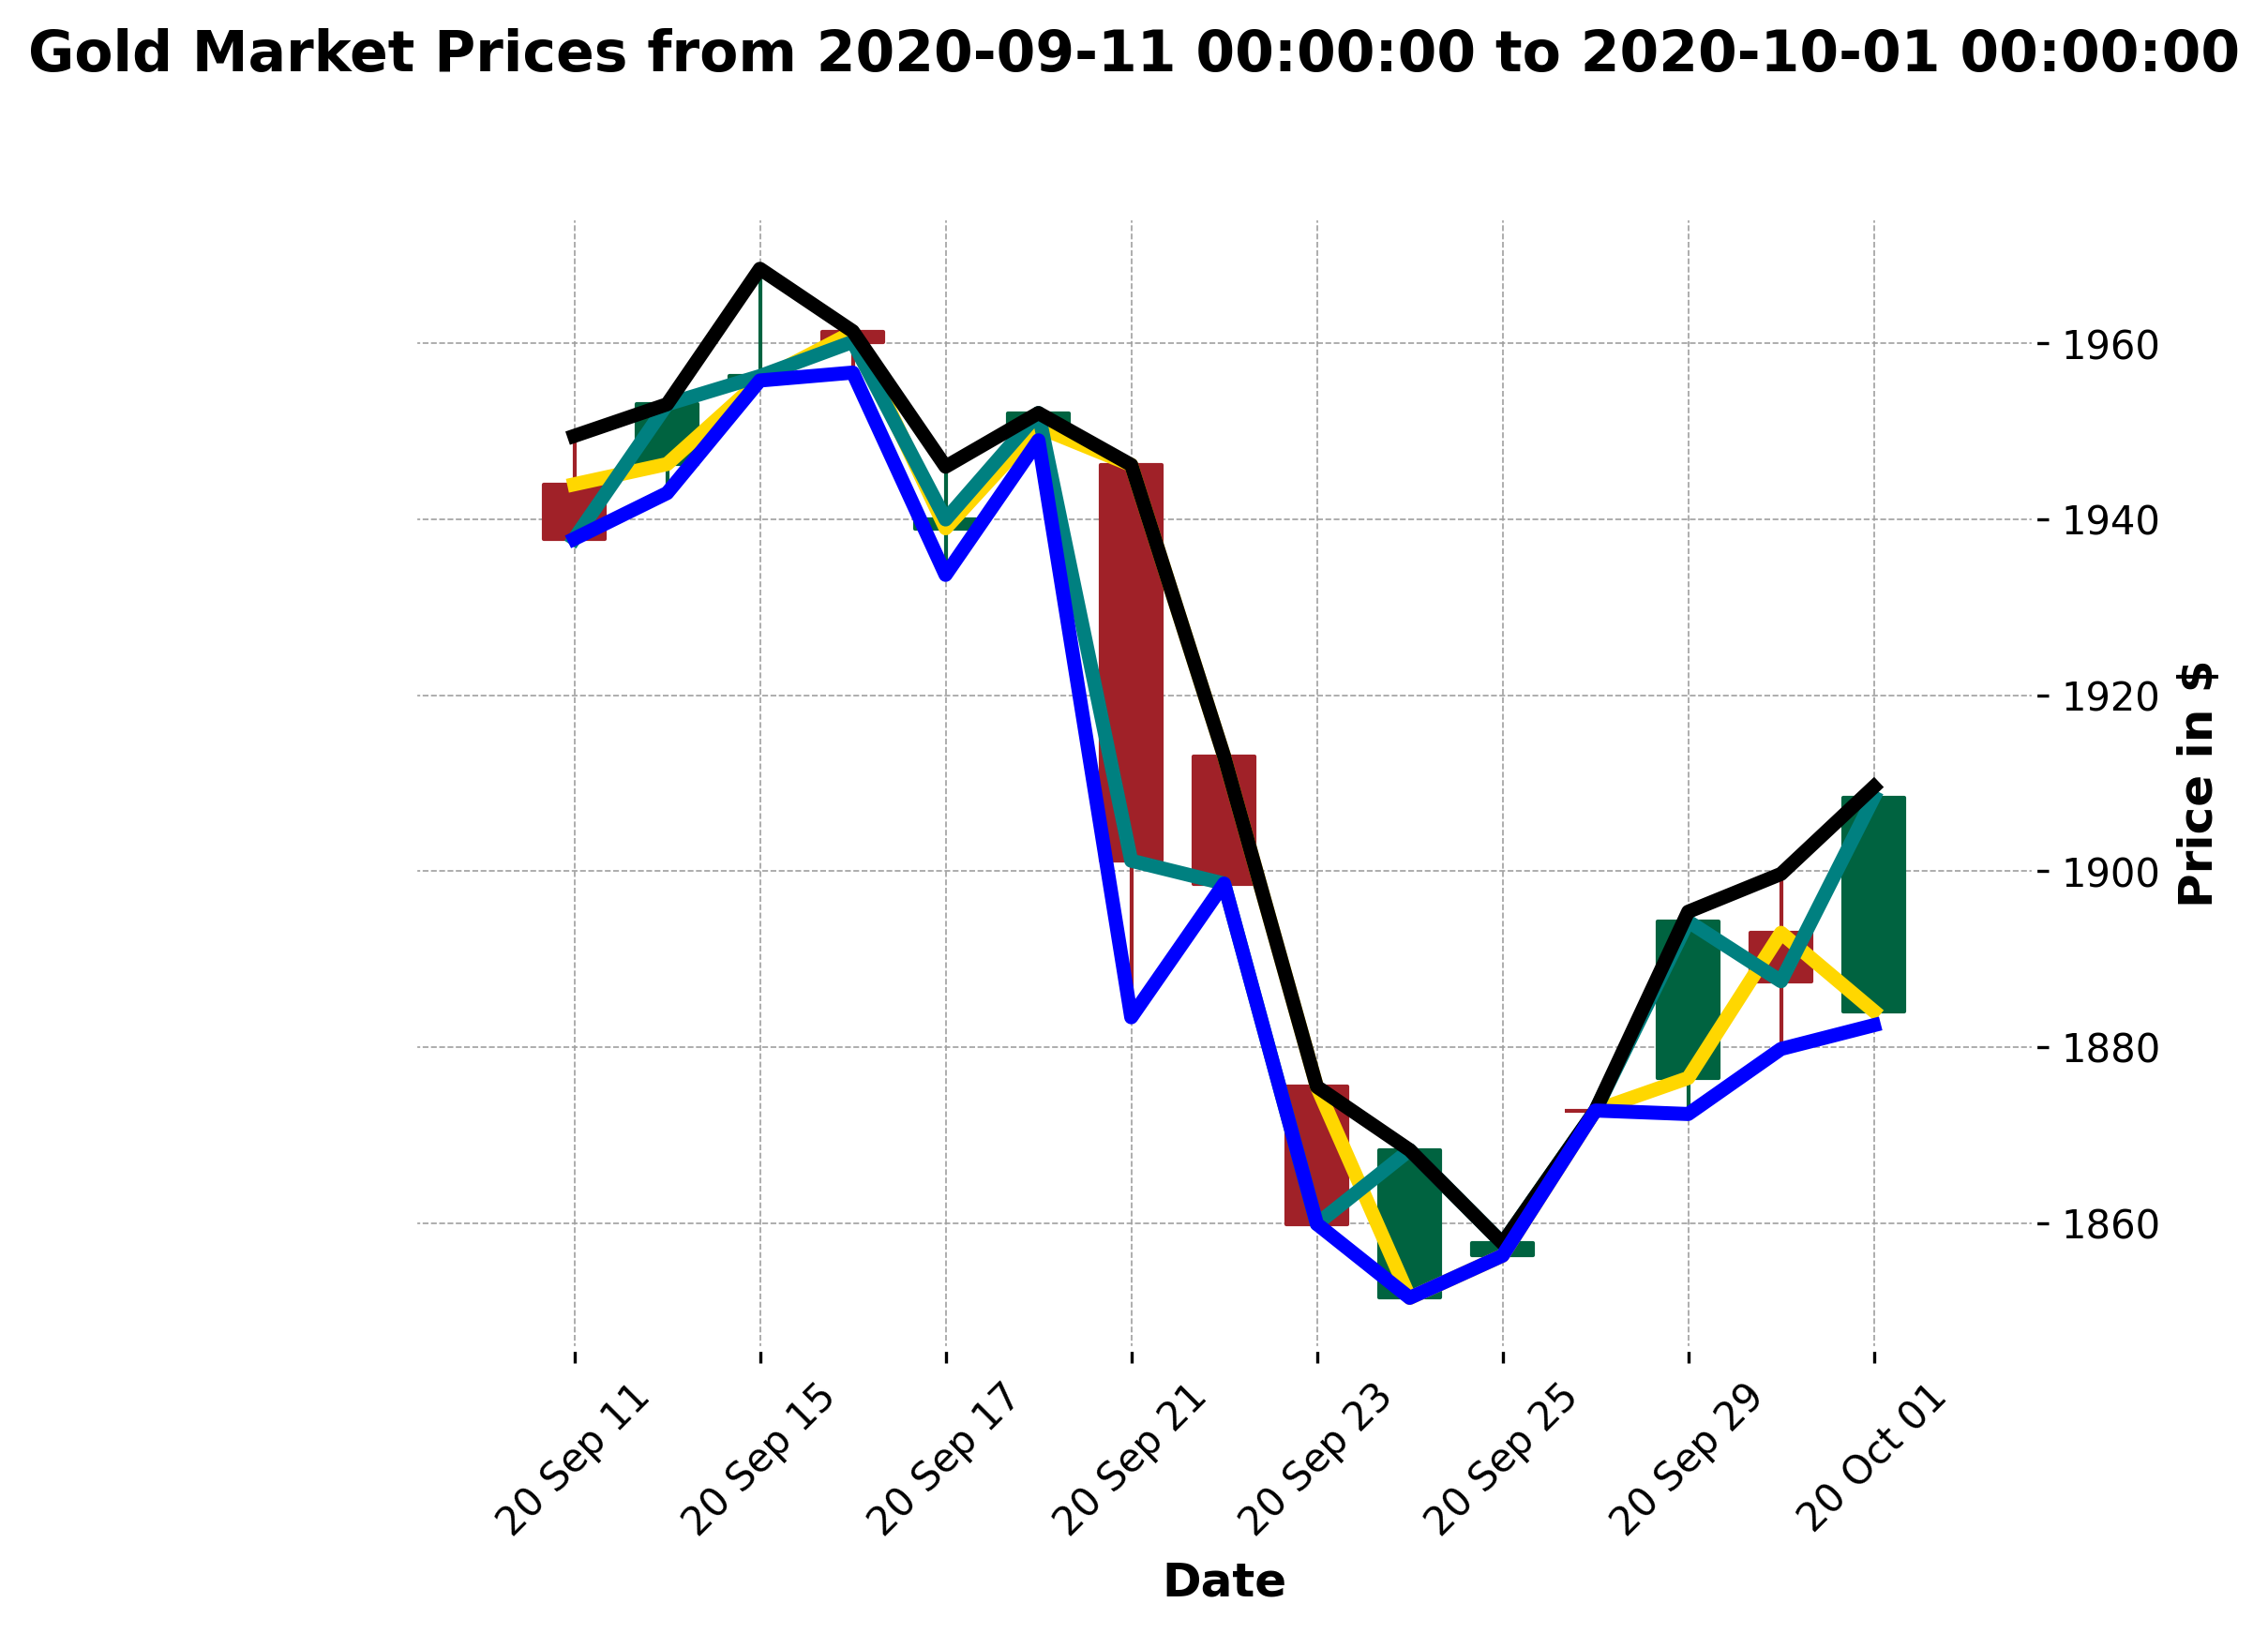 Gold Market Prices from 2020-09-11 00:00:00 to 2020-10-01 00:00:00
1960
1940
1920
1900
1880
1860
Price in $
20 Sep 11
20 Sep 15
20 Sep 17
20 Sep 21
20 Sep 23
20 Sep 25
20 Sep 29
20 Oct 01
Date